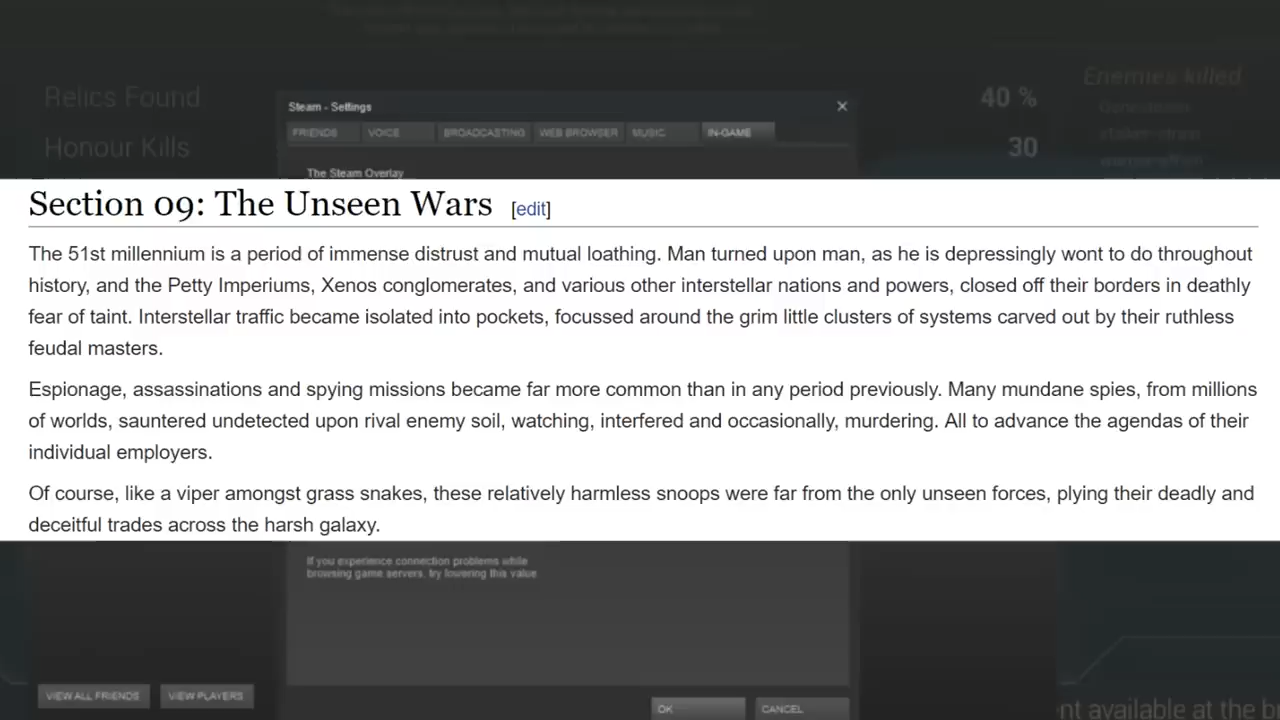 Relics Found
40 %
Enemies killed
Honour Kills
30
Steam - Settings
FRIENDS VOICE BROADCASTING WEB BROWSER MUSIC IN-GAME
The Steam Overlay
Section 09: The Unseen Wars [edit]
The 51st millennium is a period of immense distrust and mutual loathing. Man turned upon man, as he is depressingly wont to do throughout
history, and the Petty Imperiums, Xenos conglomerates, and various other interstellar nations and powers, closed off their borders in deathly
fear of taint. Interstellar traffic became isolated into pockets, focussed around the grim little clusters of systems carved out by their ruthless
feudal masters.
Espionage, assassinations and spying missions became far more common than in any period previously. Many mundane spies, from millions
of worlds, sauntered undetected upon rival enemy soil, watching, interfered and occasionally, murdering. All to advance the agendas of their
individual employers.
Of course, like a viper amongst grass snakes, these relatively harmless snoops were far from the only unseen forces, plying their deadly and
deceitful trades across the harsh galaxy.
If you experience connection problems while
browsing game servers, try lowering this value
VIEW ALL FRIENDS VIEW PLAYERS
OK CANCEL
available at the